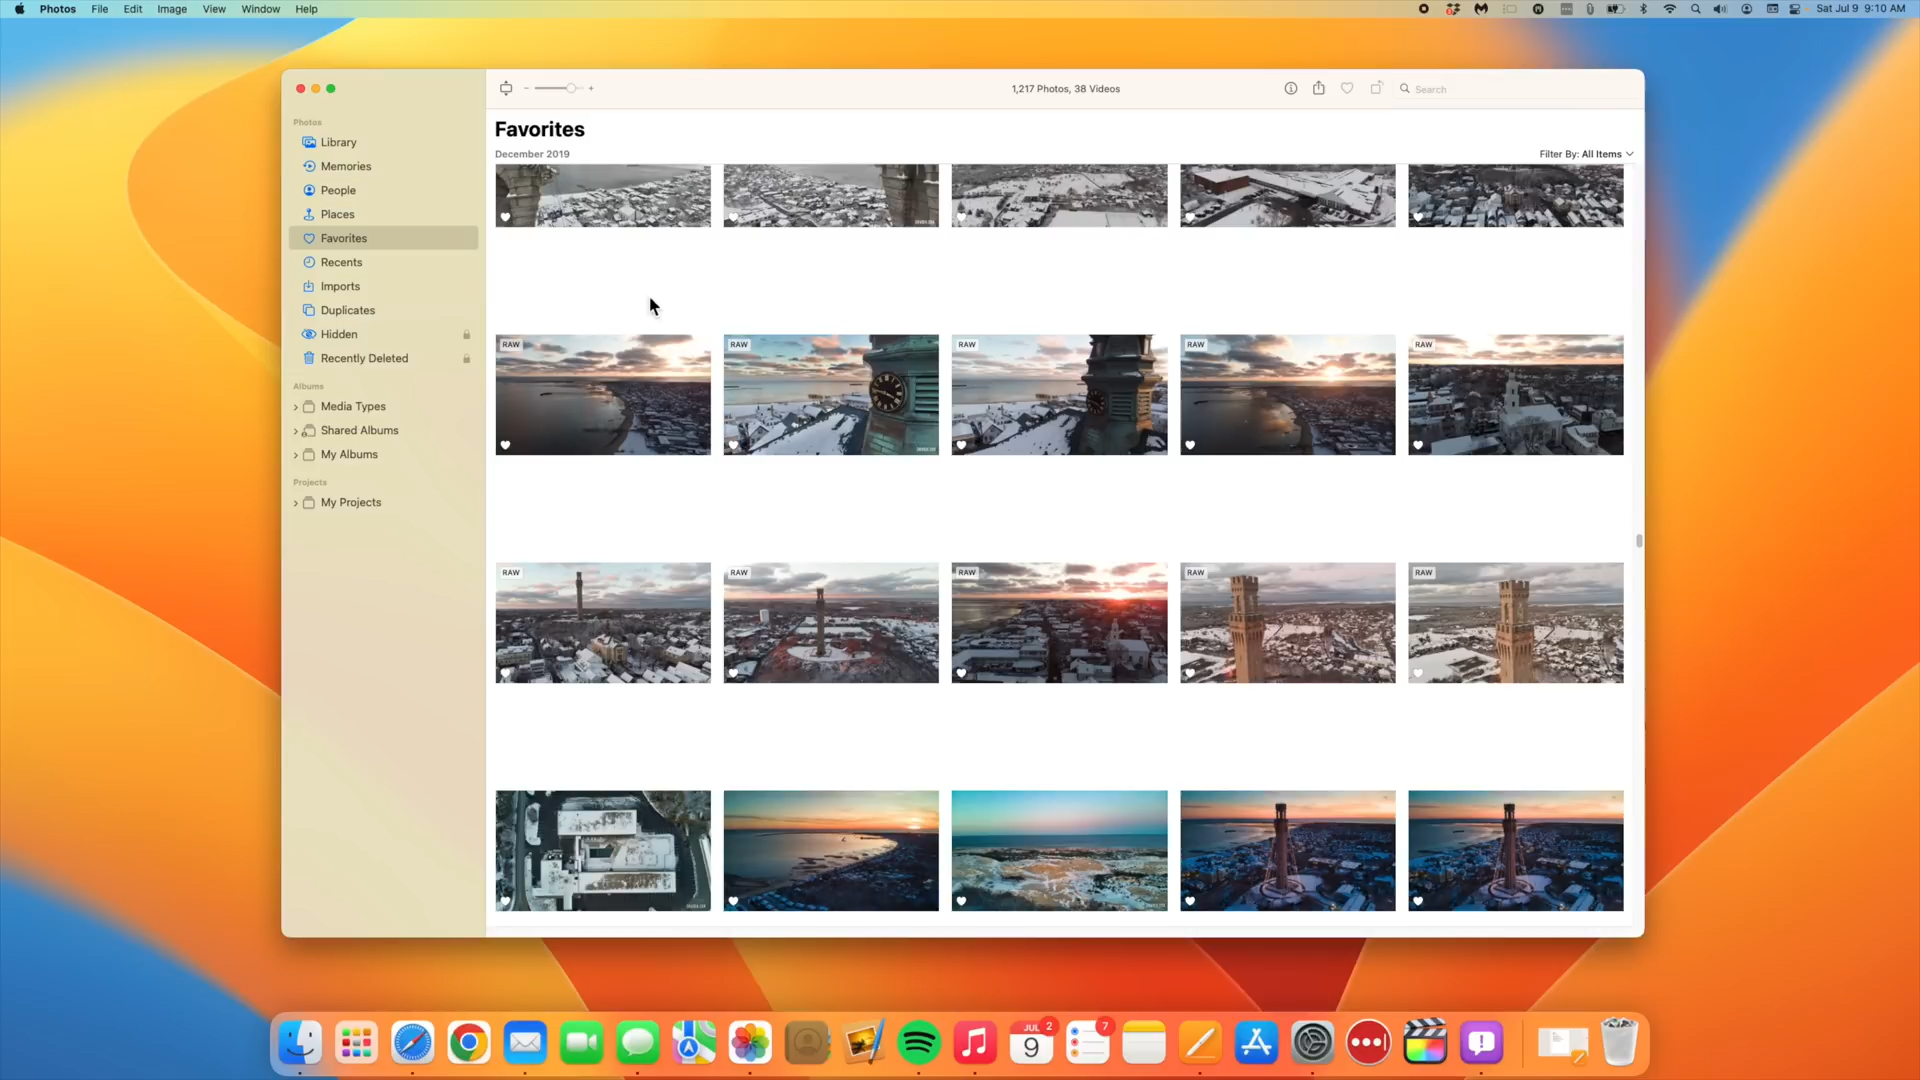 Photos File Edit Image View Window Help Sat Jul 9 9:10 AM
1,217 Photos, 38 Videos
Search
Photos
Library
Memories
People
Places
Favorites
Recents
Imports
Duplicates
Hidden
Recently Deleted
Albums
Media Types
Shared Albums
My Albums
Projects
My Projects
Favorites
December 2019
Filter By: All Items
RAW RAW RAW RAW RAW
RAW RAW RAW RAW RAW
JUL 2 7
9